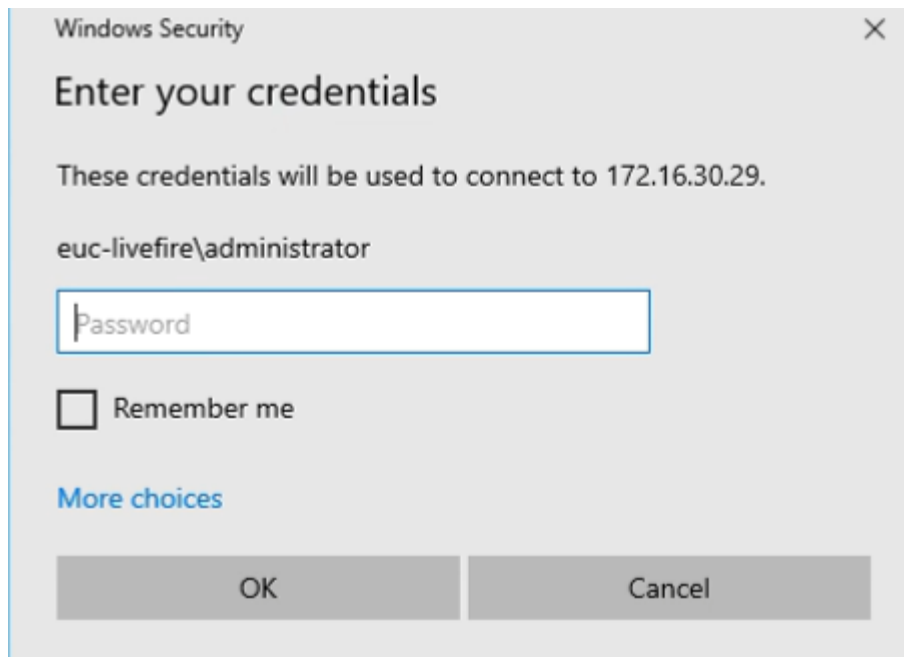 Windows Security
Enter your credentials
These credentials will be used to connect to 172.16.30.29.
euc-livefire\administrator
Password
Remember me
More choices
OK
Cancel